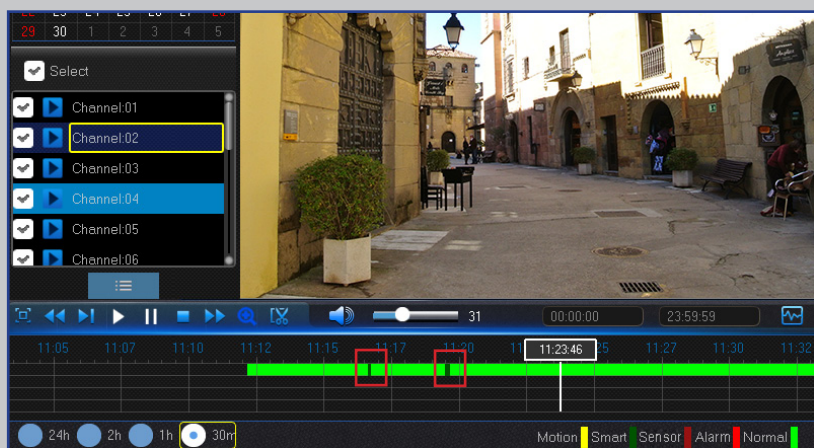 29 30 1 2 3 4 5
Select
Channel:01
Channel:02
Channel:03
Channel:04
Channel:05
Channel:06
31 00:00:00 23:59:59
11:05 11:07 11:10 11:12 11:15 11:17 11:20 11:23:46 25 11:27 11:30 11:32
24h 2h 1h 30m
Motion Smart Sensor Alarm Normal